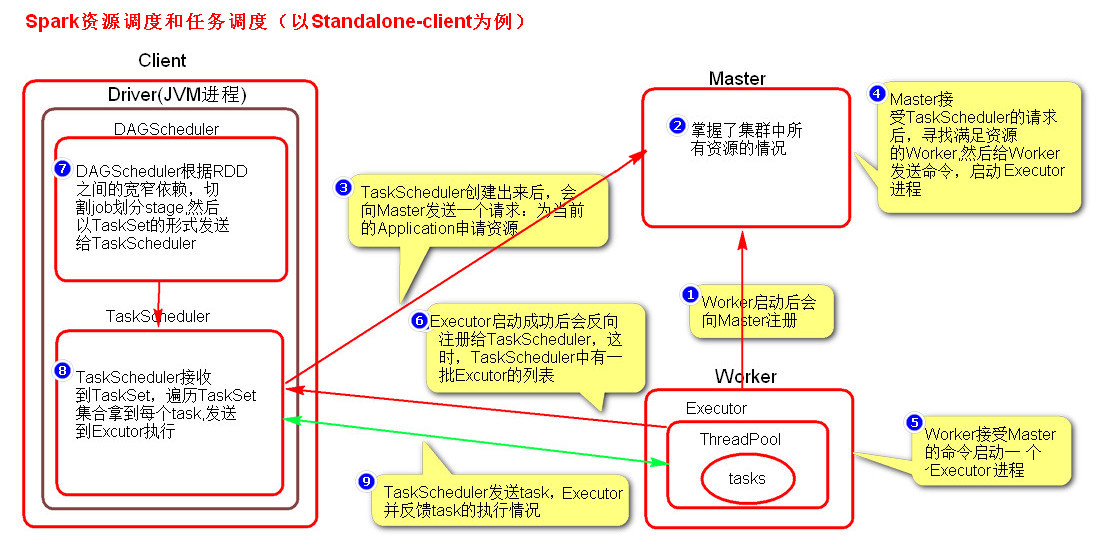 Spark资源调度和任务调度（以Standalone-client为例）
Client
Driver(JVM进程)
DAGScheduler
7
DAGScheduler根据RDD
之间的宽窄依赖，切
割job划分stage,然后
以TaskSet的形式发送
给TaskScheduler
TaskScheduler
8
TaskScheduler接收
到TaskSet，遍历TaskSet
集合拿到每个task,发送
到Excutor执行
3
TaskScheduler创建出来后，会
向Master发送一个请求：为当前
的Application申请资源
Master
2
掌握了集群中所
有资源的情况
4
Master接
受TaskScheduler的请求
后，寻找满足资源
的Worker,然后给Worker
发送命令，启动 Executor
进程
1
Worker启动后会
向Master注册
6
Executor启动成功后会反向
注册给TaskScheduler，这
时，TaskScheduler中有一
批Excutor的列表
Worker
Executor
ThreadPool
tasks
5
Worker接受Master
的命令启动一 个
个Executor 进程
9
TaskScheduler发送task，Executor
并反馈task的执行情况